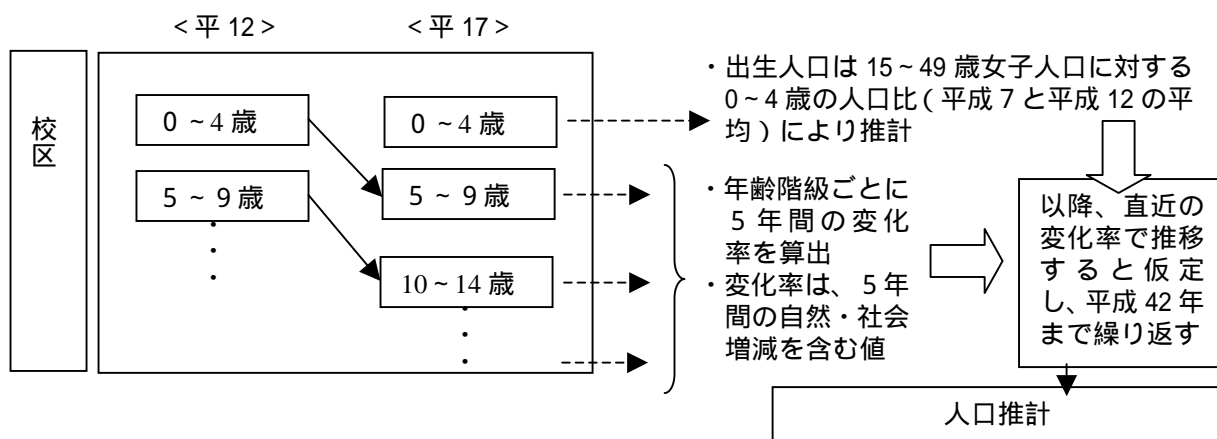 <平 12>
<平 17>
校区
0~4歳
0~4歳
5~9歳
5~9歳
10~14歳
・出生人口は 15~49 歳女子人口に対する
0~4 歳の人口比(平成 7 と平成 12 の平
均)により推計
・年齢階級ごとに
5 年間の変化
率を算出
・変化率は、5 年
間の自然・社会
増減を含む値
以降、直近の
変化率で推移
すると仮定
し、平成 42 年
まで繰り返す
人口推計